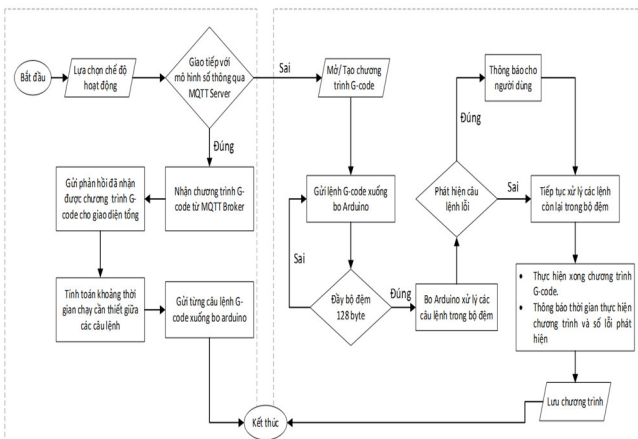 Bắt đầu
Lựa chọn chế độ
hoạt động
Giao tiếp với
mô hình số thông qua
MQTT Server
Sai
Đúng
Nhận chương trình G-
code từ MQTT Broker
Gửi phản hồi đã nhận
được chương trình G-
code cho giao diện tổng
Tính toán khoảng thời
gian chạy cần thiết giữa
các câu lệnh
Gửi từng câu lệnh G-
code xuống bo arduino
Kết thúc
Mở/ Tạo chương
trình G-code
Gửi lệnh G-code xuống
bo Arduino
Sai
Đầy bộ đệm
128 byte
Đúng
Bo Arduino xử lý các
câu lệnh trong bộ đệm
Phát hiện câu
lệnh lỗi
Đúng
Thông báo cho
người dùng
Sai
Tiếp tục xử lý các lệnh
còn lại trong bộ đệm
• Thực hiện xong chương trình
G-code.
• Thông báo thời gian thực hiện
chương trình và số lỗi phát
hiện
Lưu chương trình